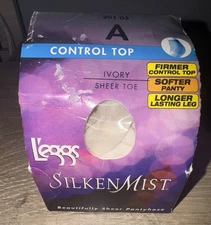 A
CONTROL TOP
IVORY
SHEER TOE
FIRMER
CONTROL TOP
SOFTER
PANTY
LONGER
LASTING LEG
L'eggs
SILKEN MIST
Beautifully Sheer Pantyhose